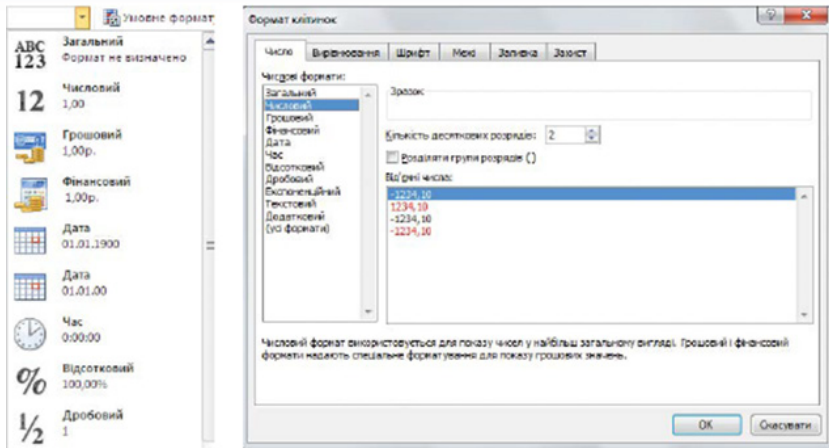 Умовне формат
ABC
123
Загальний
Формат не визначено
12
Числовий
1,00
Грошовий
1,00р.
Фінансовий
1,00р.
Дата
01.01.1900
Дата
01.01.00
Час
0:00:00
%
Відсотковий
100,00%
½
Дробовий
1
Формат клітинок
Число Вирівнювання Шрифт Межі Заливка Захист
Числові формати:
Загальний
Числовий
Грошовий
Фінансовий
Дата
Час
Відсотковий
Дробовий
Експоненційний
Текстовий
Додатковий
(усі формати)
Зразок
Кількість десяткових розрядів: 2
Розділяти групи розрядів ()
Від'ємні числа:
-1234,10
1234,10
-1234,10
-1234,10
Числовий формат використовується для показу чисел у найбільш загальному вигляді. Грошовий і фінансовий
формати надають спеціальне форматування для показу грошових значень.
ОК Скасувати